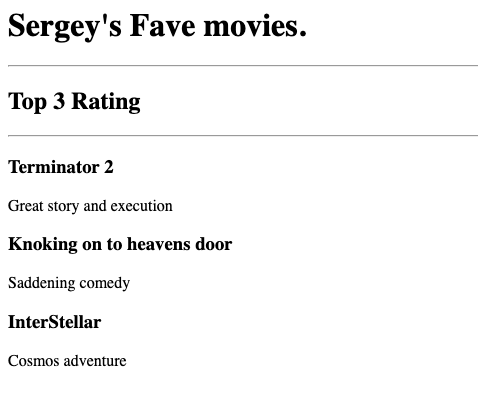 Sergey's Fave movies.
Top 3 Rating
Terminator 2
Great story and execution
Knoking on to heavens door
Saddening comedy
InterStellar
Cosmos adventure